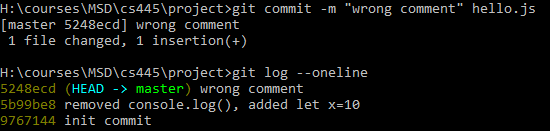 H:\courses\MSD\cs445\project>git commit -m "wrong comment" hello.js
[master 5248ecd] wrong comment
 1 file changed, 1 insertion(+)

H:\courses\MSD\cs445\project>git log --oneline
5248ecd (HEAD -> master) wrong comment
5b99be8 removed console.log(), added let x=10
9767144 init commit